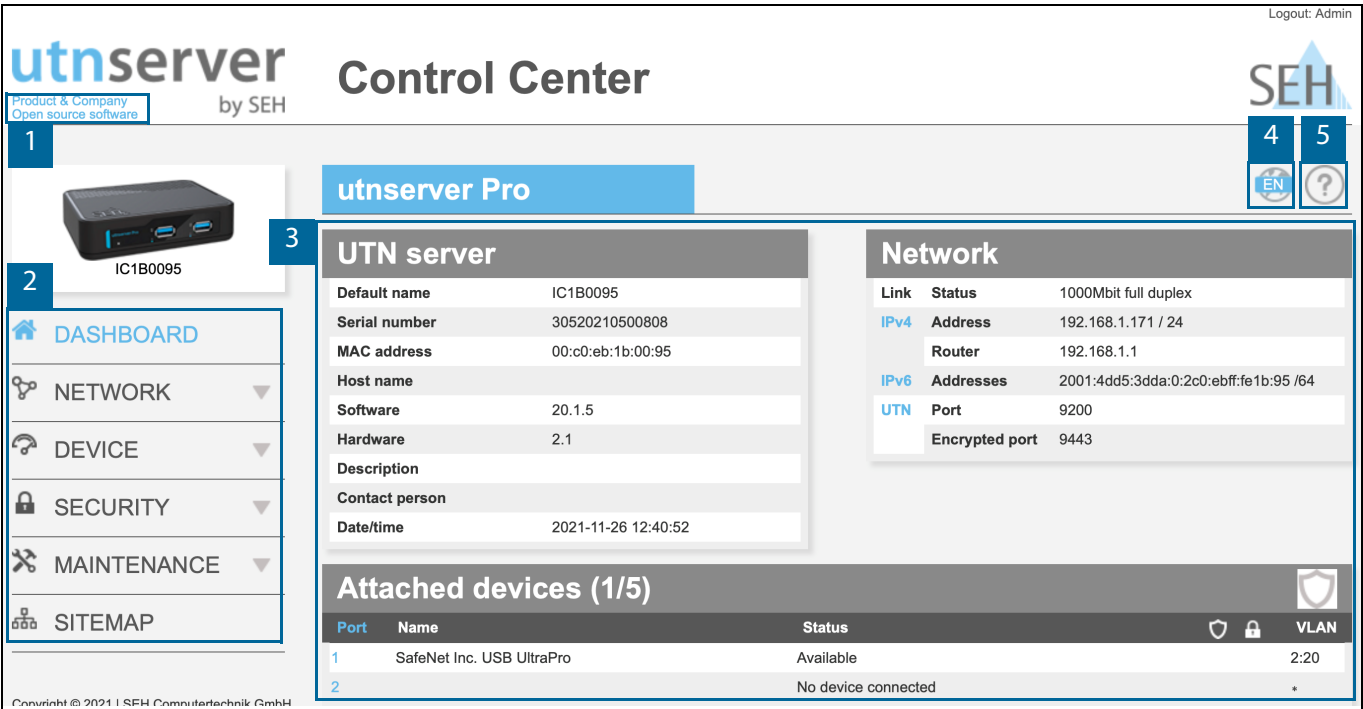 Logout: Admin
utnserver
by SEH
Control Center
SEH
Product & Company
Open source software
1
4
5
EN
?
utnserver Pro
IC1B0095
2
DASHBOARD
NETWORK
DEVICE
SECURITY
MAINTENANCE
SITEMAP
3
UTN server
Default name IC1B0095
Serial number 30520210500808
MAC address 00:c0:eb:1b:00:95
Host name
Software 20.1.5
Hardware 2.1
Description
Contact person
Date/time 2021-11-26 12:40:52
Network
Link Status 1000Mbit full duplex
IPv4 Address 192.168.1.171 / 24
Router 192.168.1.1
IPv6 Addresses 2001:4dd5:3dda:0:2c0:ebff:fe1b:95 /64
UTN Port 9200
Encrypted port 9443
Attached devices (1/5)
Port Name Status VLAN
1 SafeNet Inc. USB UltraPro Available 2:20
2 No device connected *
Copyright © 2021 | SEH Computertechnik GmbH